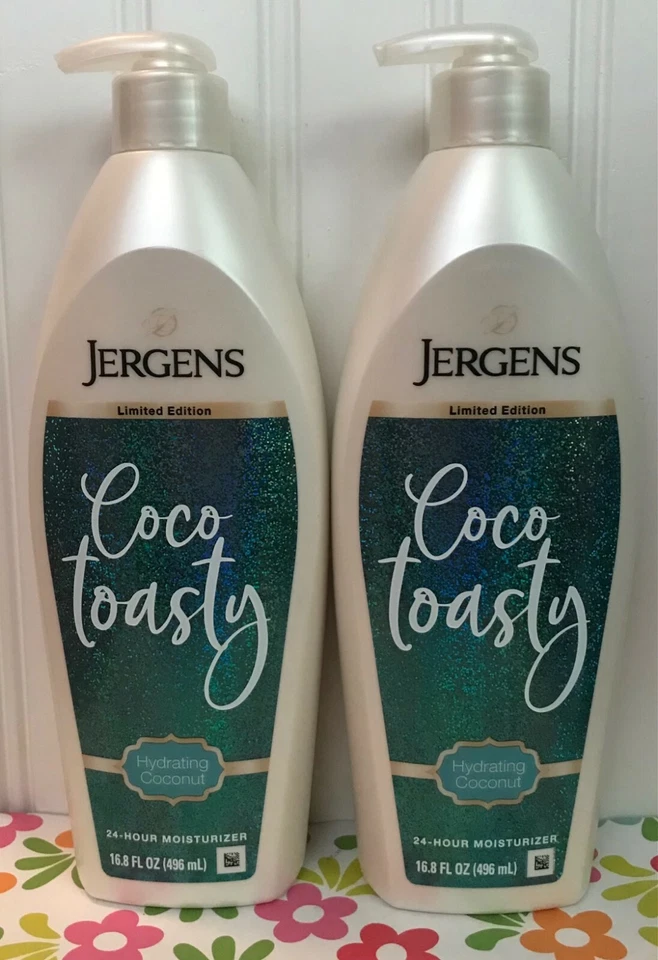 JERGENS
Limited Edition
Coco
toasty
Hydrating
Coconut
24-HOUR MOISTURIZER
16.8 FL OZ (496 mL)
JERGENS
Limited Edition
Coco
toasty
Hydrating
Coconut
24-HOUR MOISTURIZER
16.8 FL OZ (496 mL)